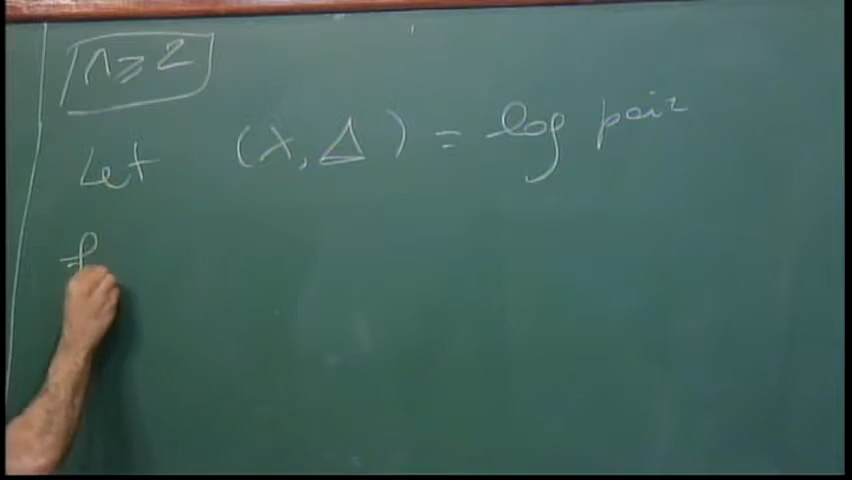 n ≥ 2
Let (X, Δ) = log pair
f